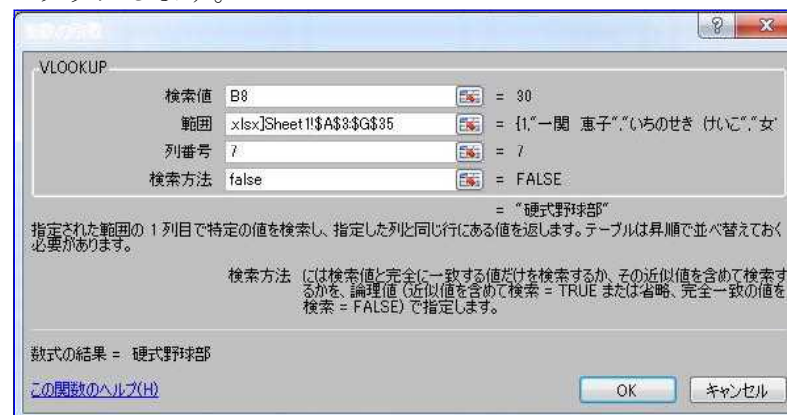 VLOOKUP
検索値 B8 = 30
範囲 xlsx]Sheet1!$A$3:$G$35 = {1,"一関 恵子","いちのせき けいこ","女"
列番号 7 = 7
検索方法 false = FALSE
= "硬式野球部"
指定された範囲の 1 列目で特定の値を検索し、指定した列と同じ行にある値を返します。テーブルは昇順で並べ替えておく
必要があります。
検索方法 には検索値と完全に一致する値だけを検索するか、その近似値を含めて検索す
るかを、論理値 (近似値を含めて検索 = TRUE または省略、完全一致の値を
検索 = FALSE) で指定します。
数式の結果 = 硬式野球部
この関数のヘルプ(H)
OK キャンセル